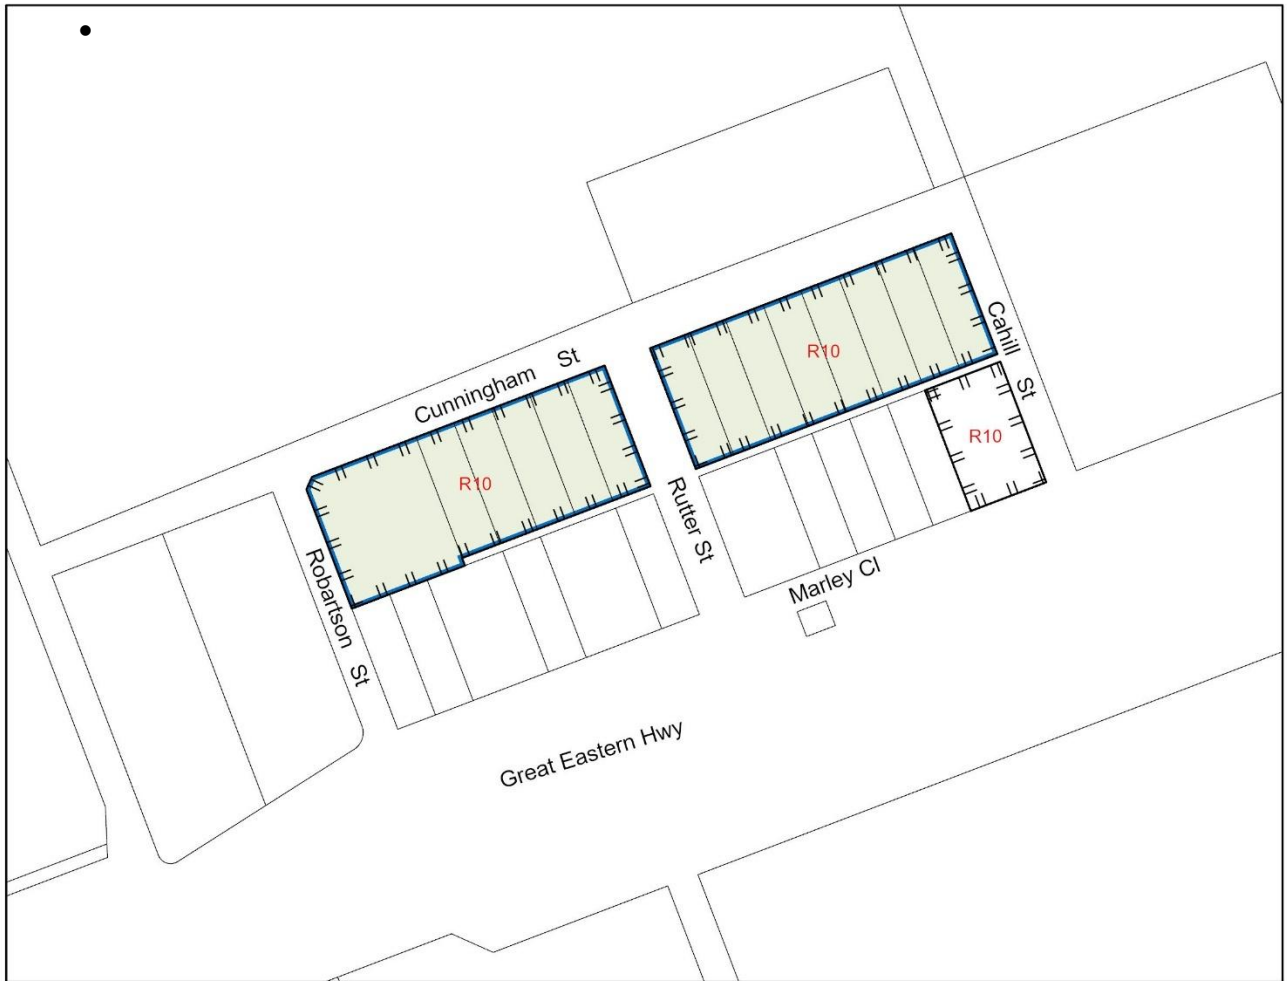 Cunningham St
R10
R10
Cahill St
R10
Robartson St
Rutter St
Marley Cl
Great Eastern Hwy